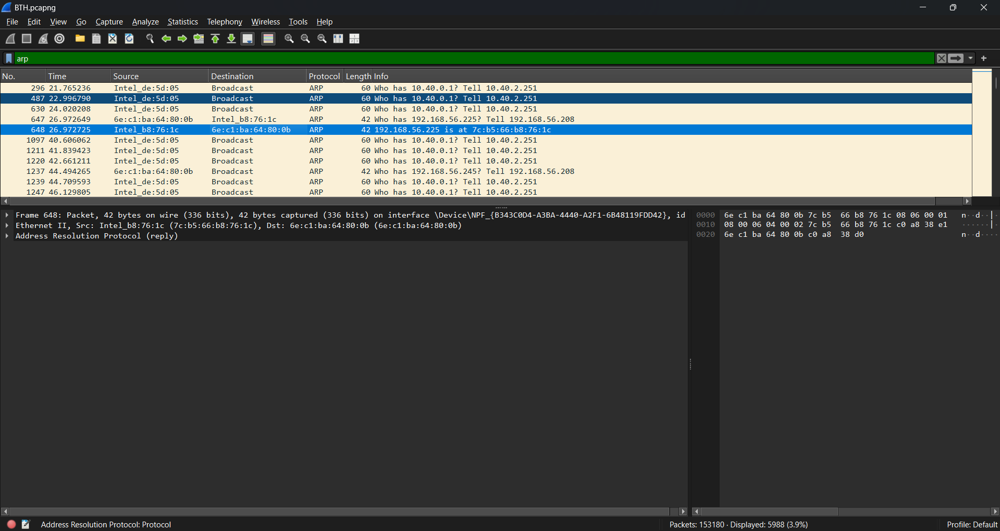 BTH.pcapng
File Edit View Go Capture Analyze Statistics Telephony Wireless Tools Help
arp
No. Time Source Destination Protocol Length Info
296 21.765236 Intel_de:5d:05 Broadcast ARP 60 Who has 10.40.0.1? Tell 10.40.2.251
487 22.996790 Intel_de:5d:05 Broadcast ARP 60 Who has 10.40.0.1? Tell 10.40.2.251
630 24.020208 Intel_de:5d:05 Broadcast ARP 60 Who has 10.40.0.1? Tell 10.40.2.251
647 26.972649 6e:c1:ba:64:80:0b Intel_b8:76:1c ARP 42 Who has 192.168.56.225? Tell 192.168.56.208
648 26.972725 Intel_b8:76:1c 6e:c1:ba:64:80:0b ARP 42 192.168.56.225 is at 7c:b5:66:b8:76:1c
1097 40.606062 Intel_de:5d:05 Broadcast ARP 60 Who has 10.40.0.1? Tell 10.40.2.251
1211 41.839423 Intel_de:5d:05 Broadcast ARP 60 Who has 10.40.0.1? Tell 10.40.2.251
1220 42.661211 Intel_de:5d:05 Broadcast ARP 60 Who has 10.40.0.1? Tell 10.40.2.251
1237 44.494265 6e:c1:ba:64:80:0b Broadcast ARP 42 Who has 192.168.56.245? Tell 192.168.56.208
1239 44.709593 Intel_de:5d:05 Broadcast ARP 60 Who has 10.40.0.1? Tell 10.40.2.251
1247 46.129805 Intel_de:5d:05 Broadcast ARP 60 Who has 10.40.0.1? Tell 10.40.2.251
Frame 648: Packet, 42 bytes on wire (336 bits), 42 bytes captured (336 bits) on interface \Device\NPF_{B343C0D4-A3BA-4440-A2F1-6B48119FDD42}, id
Ethernet II, Src: Intel_b8:76:1c (7c:b5:66:b8:76:1c), Dst: 6e:c1:ba:64:80:0b (6e:c1:ba:64:80:0b)
Address Resolution Protocol (reply)
0000 6e c1 ba 64 80 0b 7c b5 66 b8 76 1c 08 06 00 01 n··d··|·
0010 08 00 06 04 00 02 7c b5 66 b8 76 1c c0 a8 38 e1 ······|·
0020 6e c1 ba 64 80 0b c0 a8 38 d0 n··d····
Address Resolution Protocol: Protocol
Packets: 153180 · Displayed: 5988 (3.9%)
Profile: Default